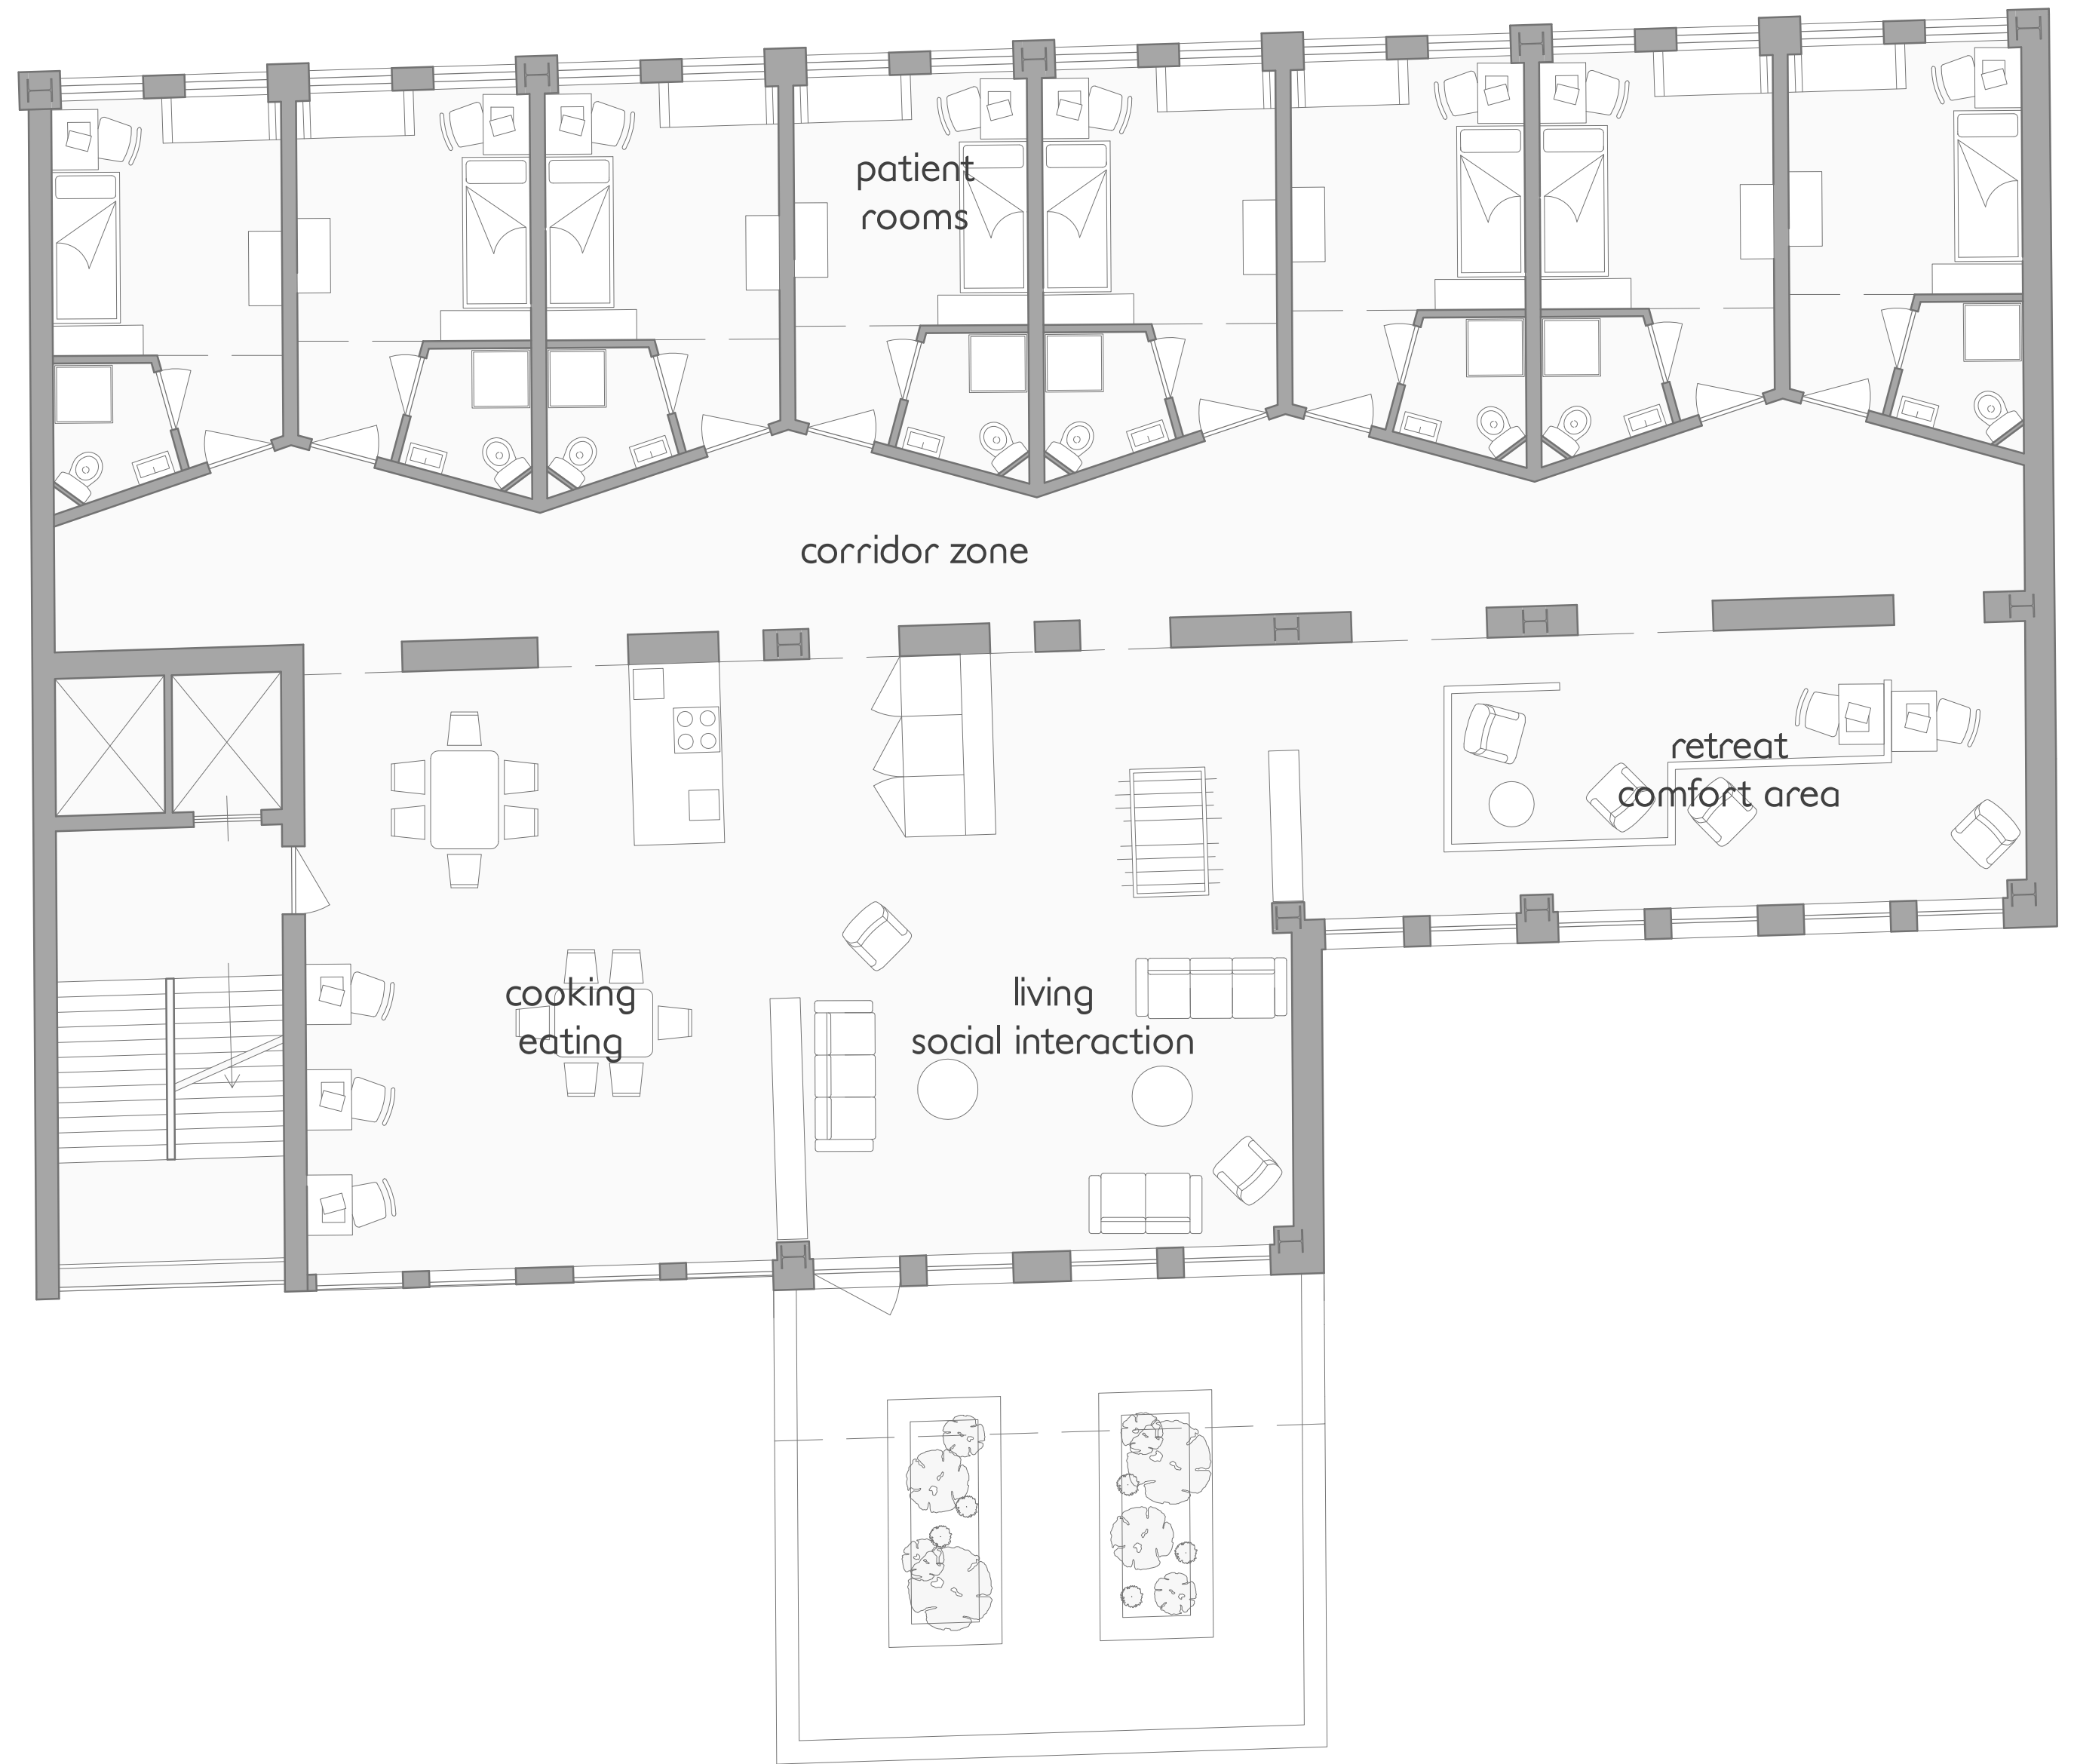 patient
rooms
corridor zone
retreat
comfort area
cooking
eating
living
social interaction